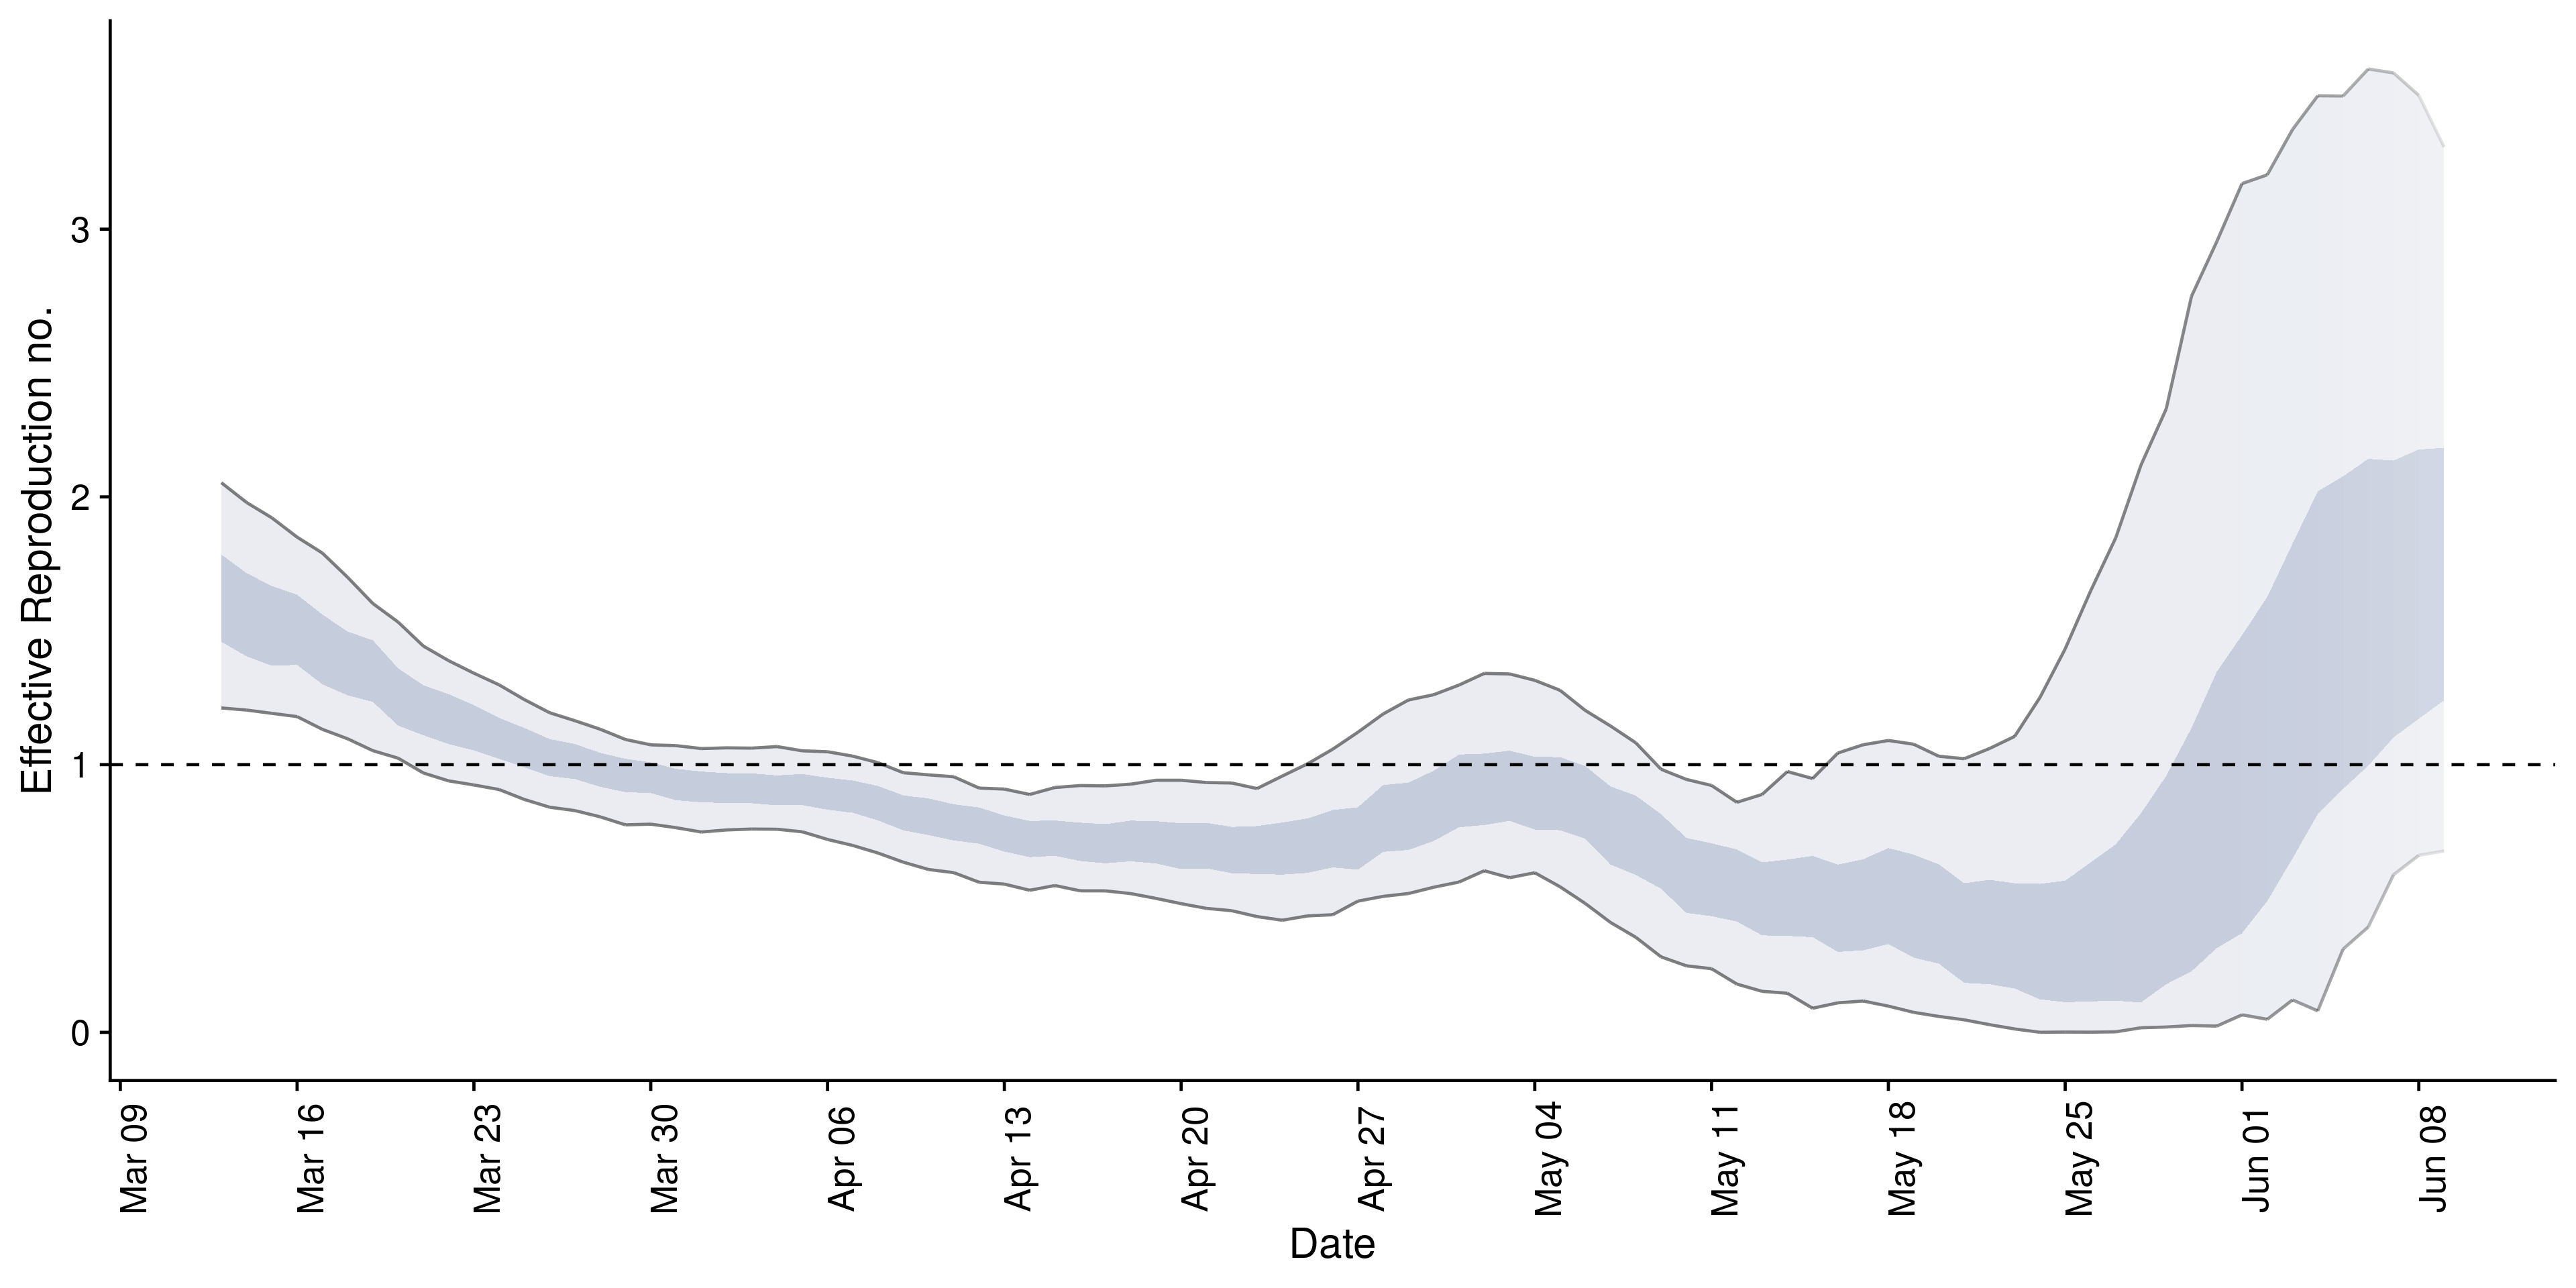 Effective Reproduction no.
3
2
1
0
Mar 09
Mar 16
Mar 23
Mar 30
Apr 06
Apr 13
Apr 20
Apr 27
May 04
May 11
May 18
May 25
Jun 01
Jun 08
Date